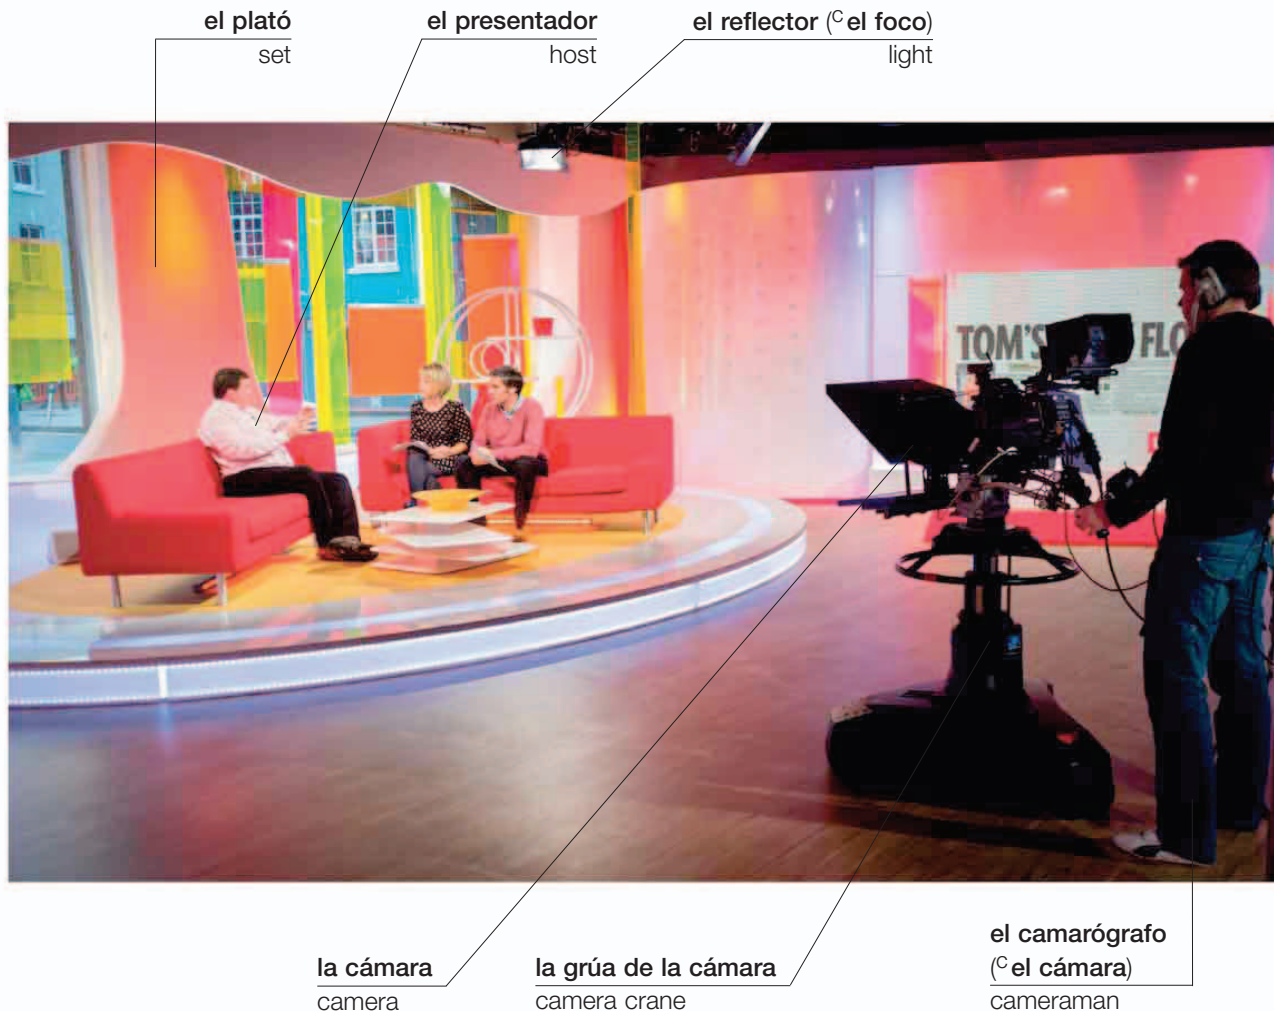 el plató
set
el presentador
host
el reflector (C el foco)
light
TOM'S
FLO
la cámara
camera
la grúa de la cámara
camera crane
el camarógrafo
(C el cámara)
cameraman